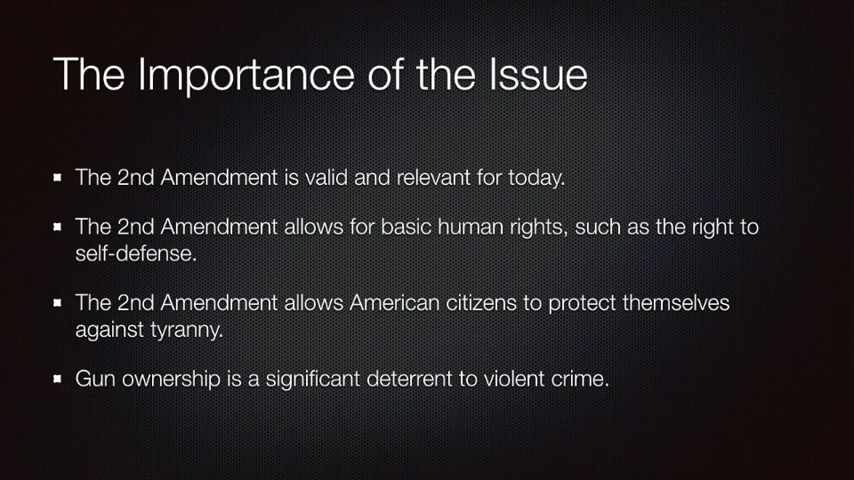 The Importance of the Issue
The 2nd Amendment is valid and relevant for today.
The 2nd Amendment allows for basic human rights, such as the right to
self-defense.
The 2nd Amendment allows American citizens to protect themselves
against tyranny.
Gun ownership is a significant deterrent to violent crime.